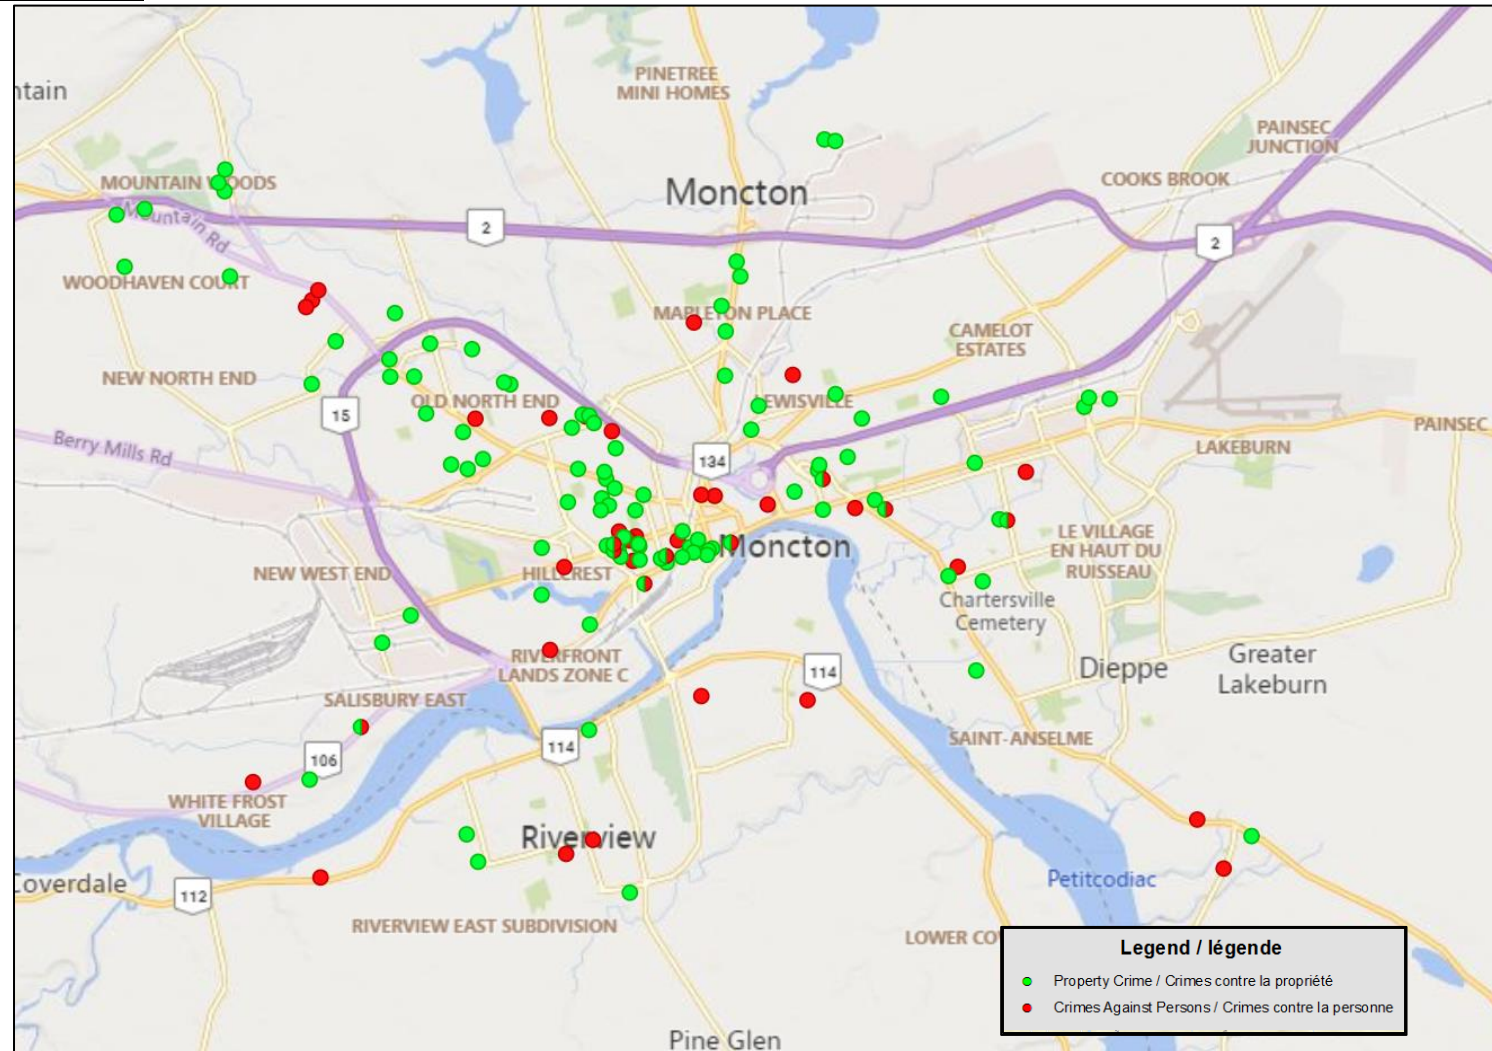 ntain
PINETREE
MINI HOMES
PAINSEC
JUNCTION
MOUNTAIN WOODS
Moncton
COOKS BROOK
Mountain Rd
2
2
WOODHAVEN COURT
MAPLETON PLACE
CAMELOT
ESTATES
NEW NORTH END
OLD NORTH END
LEWISVILLE
15
PAINSEC
Berry Mills Rd
LAKEBURN
134
LE VILLAGE
EN HAUT DU
RUISSEAU
Moncton
NEW WEST END
HILLCREST
Chartersville
Cemetery
RIVERFRONT
LANDS ZONE C
114
Dieppe
Greater
Lakeburn
SALISBURY EAST
114
SAINT-ANSELME
106
WHITE FROST
VILLAGE
Riverview
Coverdale
112
Petitcodiac
RIVERVIEW EAST SUBDIVISION
LOWER CO
Legend / légende
Property Crime / Crimes contre la propriété
Crimes Against Persons / Crimes contre la personne
Pine Glen